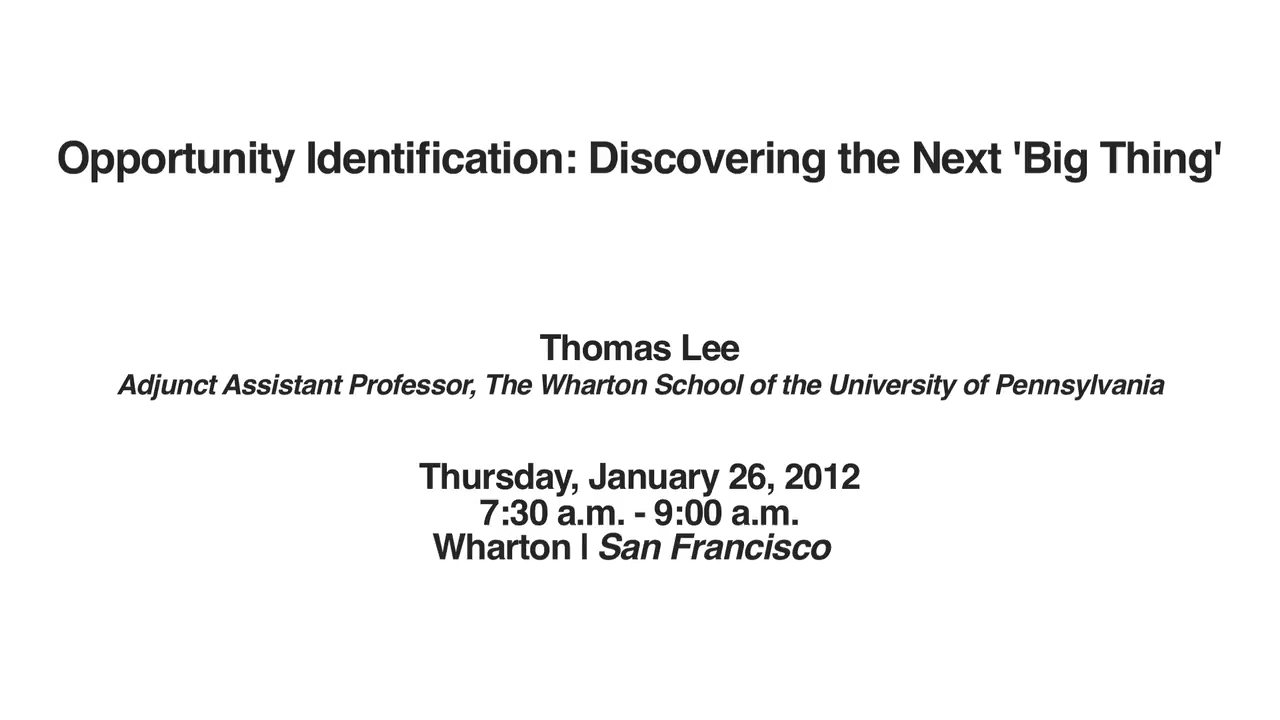 Opportunity Identification: Discovering the Next 'Big Thing'
Thomas Lee
Adjunct Assistant Professor, The Wharton School of the University of Pennsylvania
Thursday, January 26, 2012
7:30 a.m. - 9:00 a.m.
Wharton | San Francisco